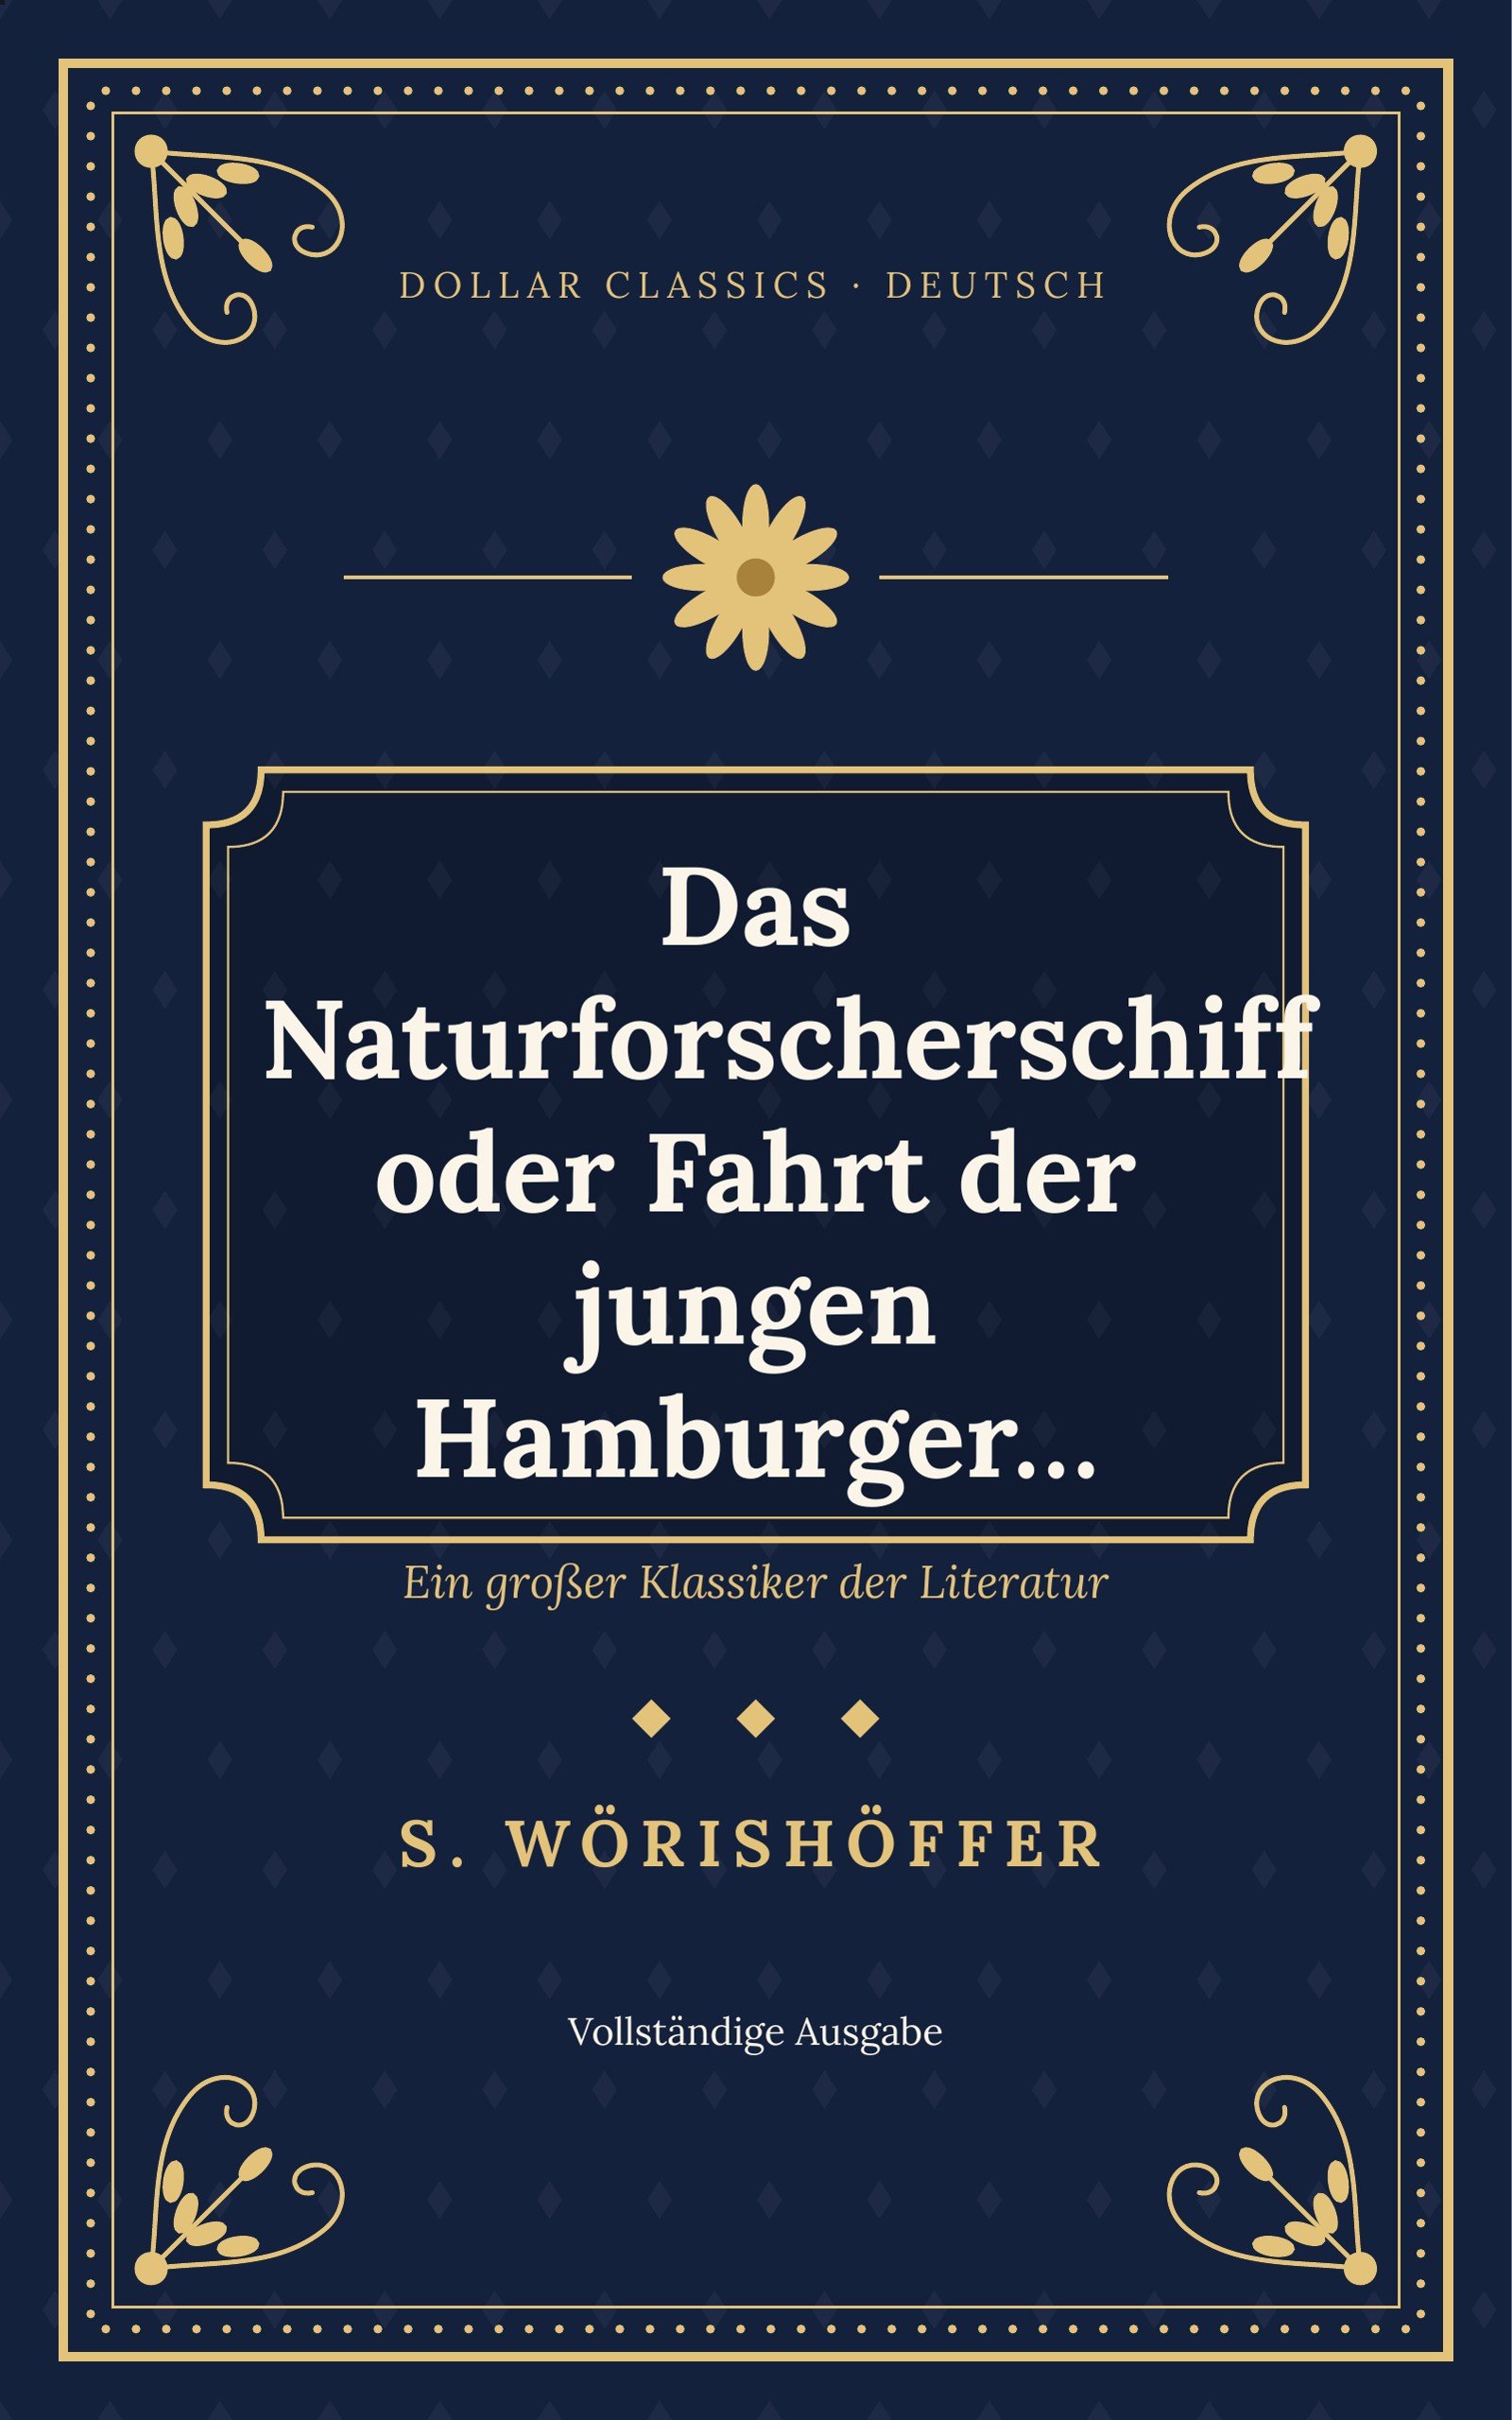 DOLLAR CLASSICS · DEUTSCH
Das
Naturforscherschiff
oder Fahrt der
jungen
Hamburger...
Ein großer Klassiker der Literatur
S. WÖRISHÖFFER
Vollständige Ausgabe